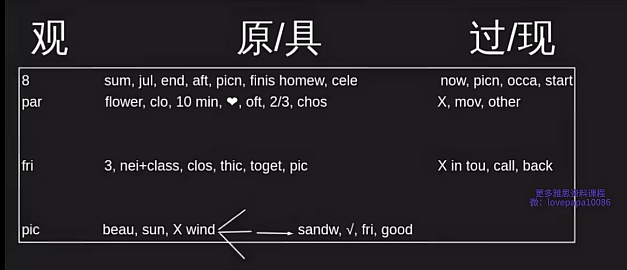 观 原/具 过/现
8 sum, jul, end, aft, picn, finis homew, cele now, picn, occa, start
par flower, clo, 10 min, ❤, oft, 2/3, chos X, mov, other
fri 3, nei+class, clos, thic, toget, pic X in tou, call, back
更多雅思资料课程
微：lovepapa10086
pic beau, sun, X wind sandw, √, fri, good